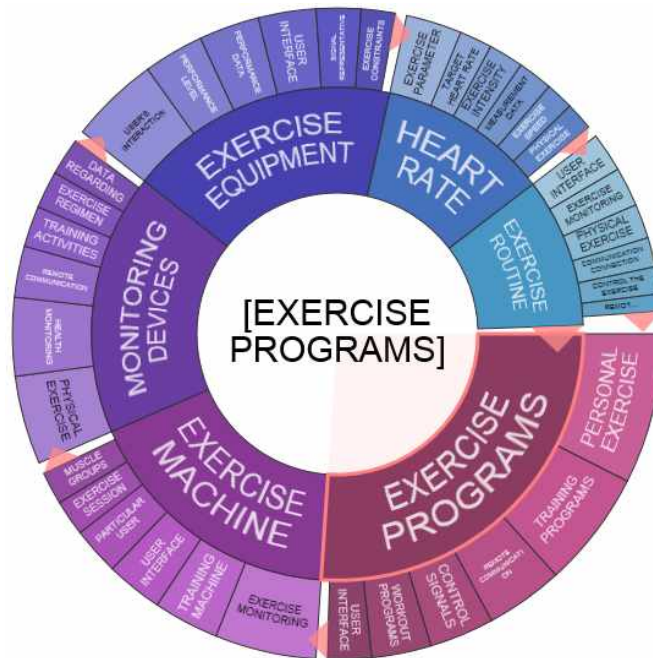 [EXERCISE
PROGRAMS]
EXERCISE
EQUIPMENT
USER'S
INTERACTION
PERFORMANCE
LEVEL
PERFORMANCE
DATA
USER
INTERFACE
EXERCISE
CONSTRAINTS
HEART
RATE
EXERCISE
PARAMETER
TARGET
HEART RATE
EXERCISE
INTENSITY
MEASUREMENT
DATA
EXERCISE
SPEED
PHYSICAL
EXERCISE
EXERCISE
ROUTINE
USER
INTERFACE
EXERCISE
MONITORING
PHYSICAL
EXERCISE
COMMUNICATION
CONNECTION
CONTROL THE
EXERCISE
REMOT...
EXERCISE
PROGRAMS
PERSONAL
EXERCISE
TRAINING
PROGRAMS
REMOTE
COMMUNICATI
ON
CONTROL
SIGNALS
WORKOUT
PROGRAMS
USER
INTERFACE
EXERCISE
MACHINE
EXERCISE
MONITORING
TRAINING
MACHINE
USER
INTERFACE
PARTICULAR
USER
EXERCISE
SESSION
MUSCLE
GROUPS
MONITORING
DEVICES
PHYSICAL
EXERCISE
HEALTH
MONITORING
REMOTE
COMMUNICATION
TRAINING
ACTIVITIES
EXERCISE
REGIMEN
DATA
REGARDING